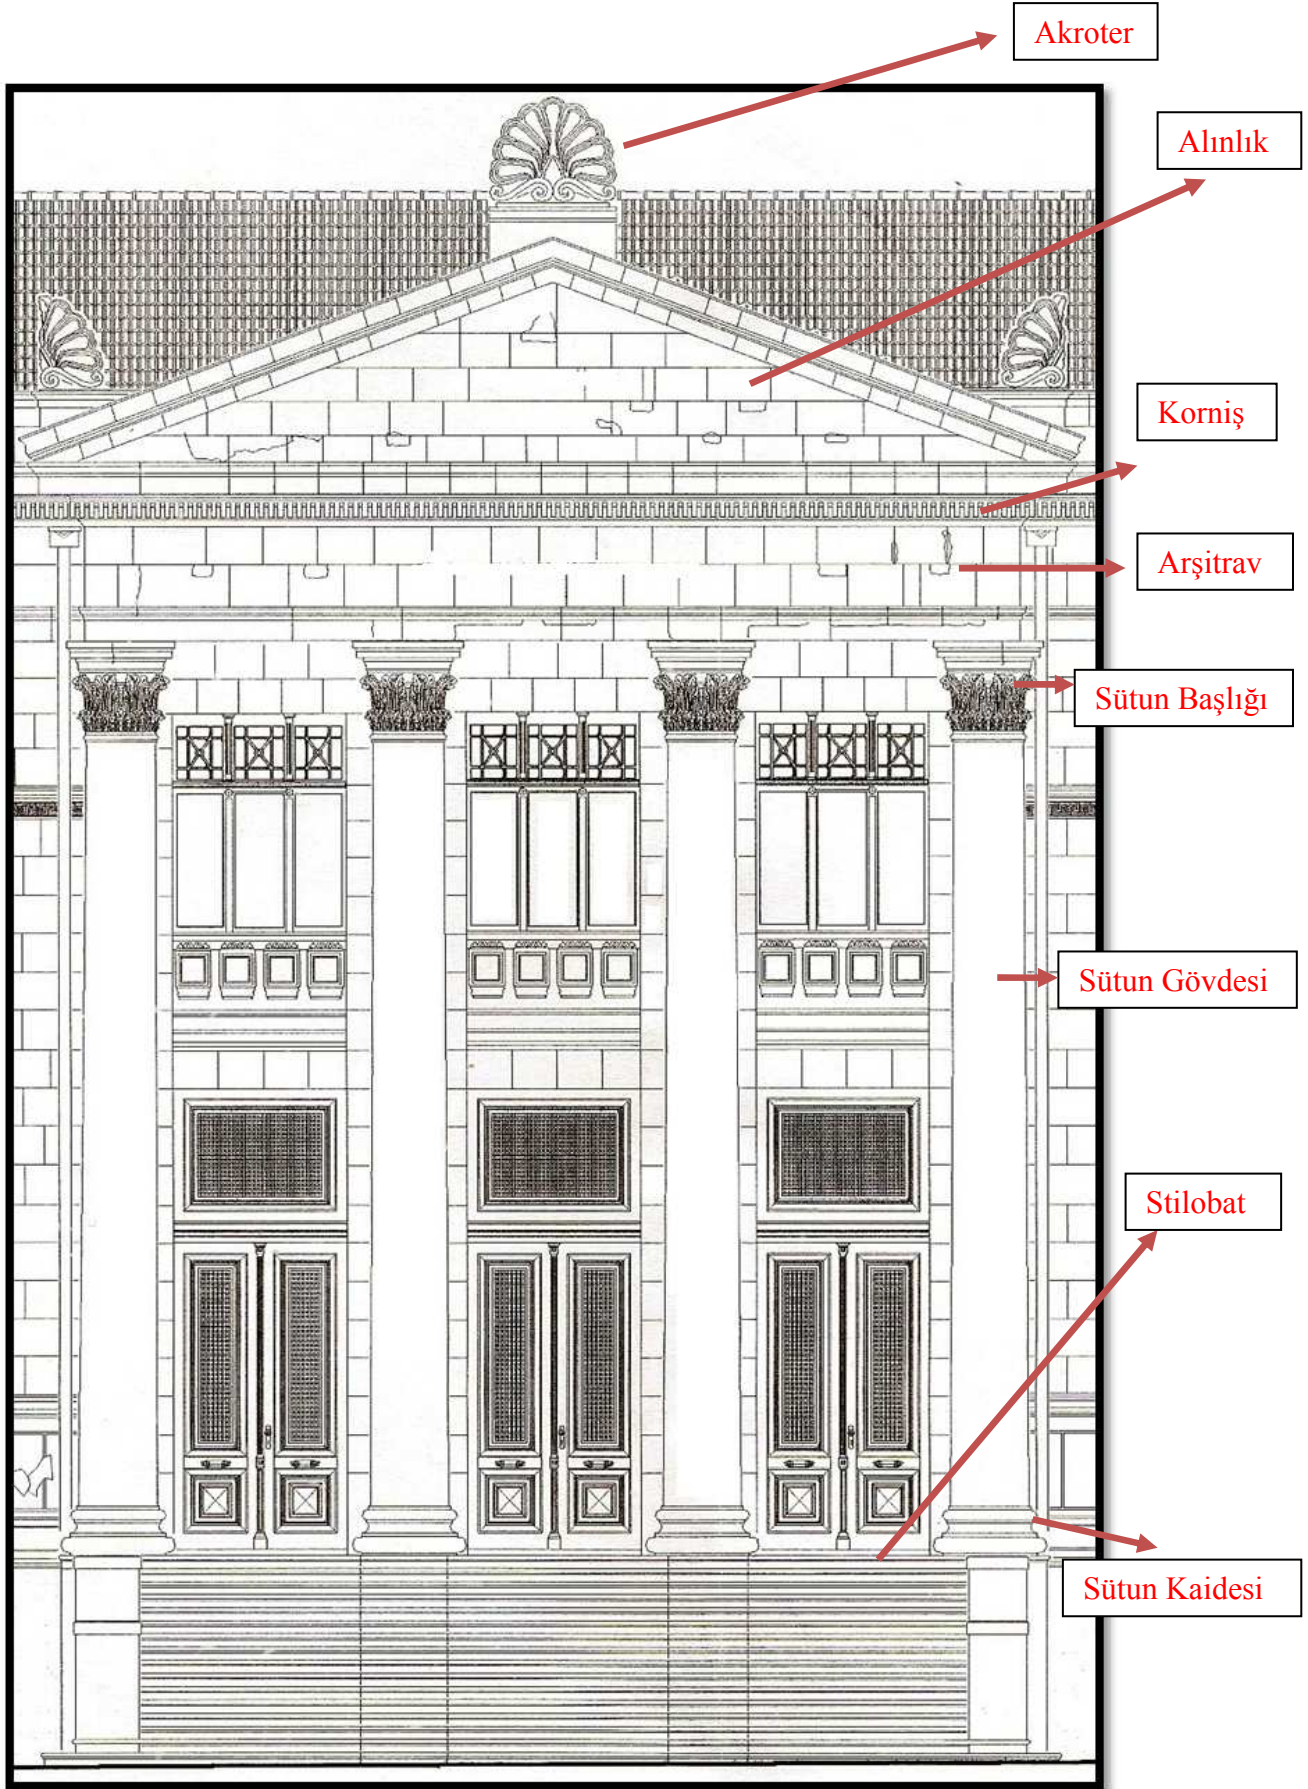 Akroter
Alınlık
Korniş
Arşitrav
Sütun Başlığı
Sütun Gövdesi
Stilobat
Sütun Kaidesi